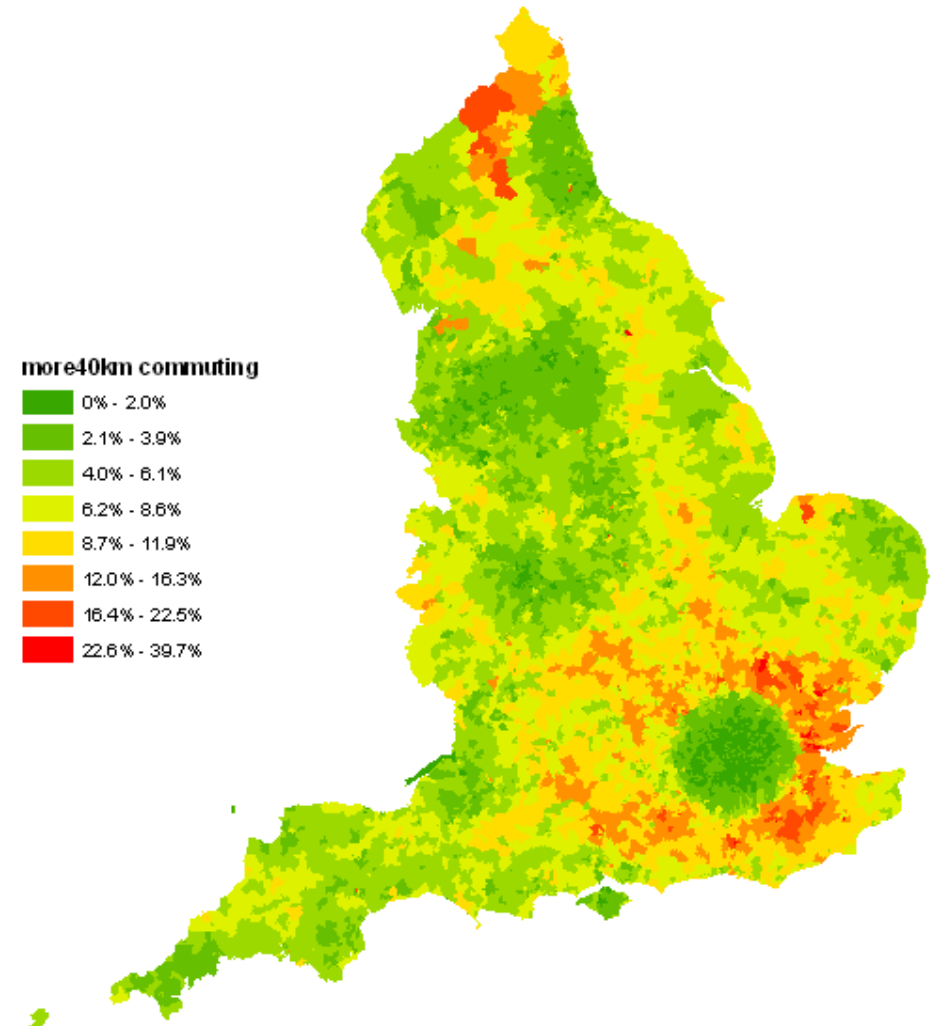 more40km commuting
0% - 2.0%
2.1% - 3.9%
4.0% - 6.1%
6.2% - 8.6%
8.7% - 11.9%
12.0% - 16.3%
16.4% - 22.5%
22.6% - 39.7%